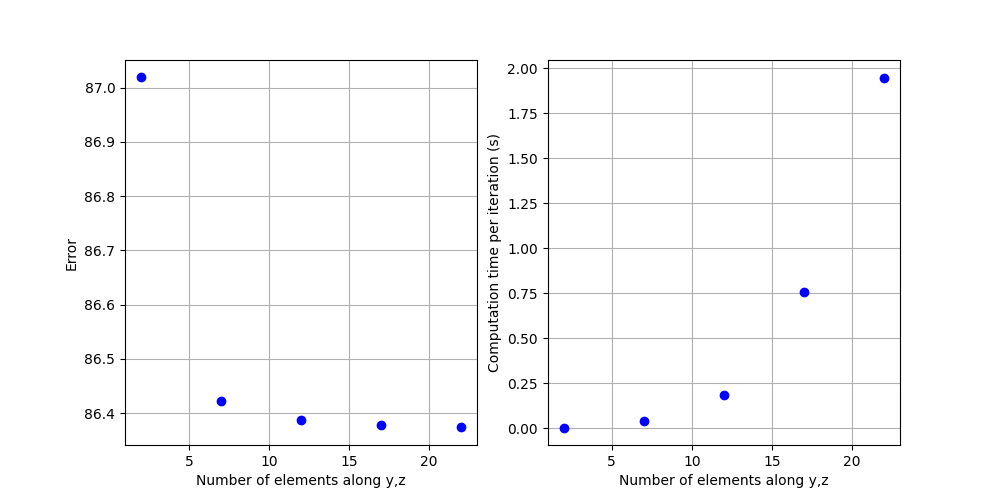 87.0
86.9
86.8
86.7
86.6
86.5
86.4
Error
5 10 15 20
Number of elements along y,z
2.00
1.75
1.50
1.25
1.00
0.75
0.50
0.25
0.00
Computation time per iteration (s)
5 10 15 20
Number of elements along y,z